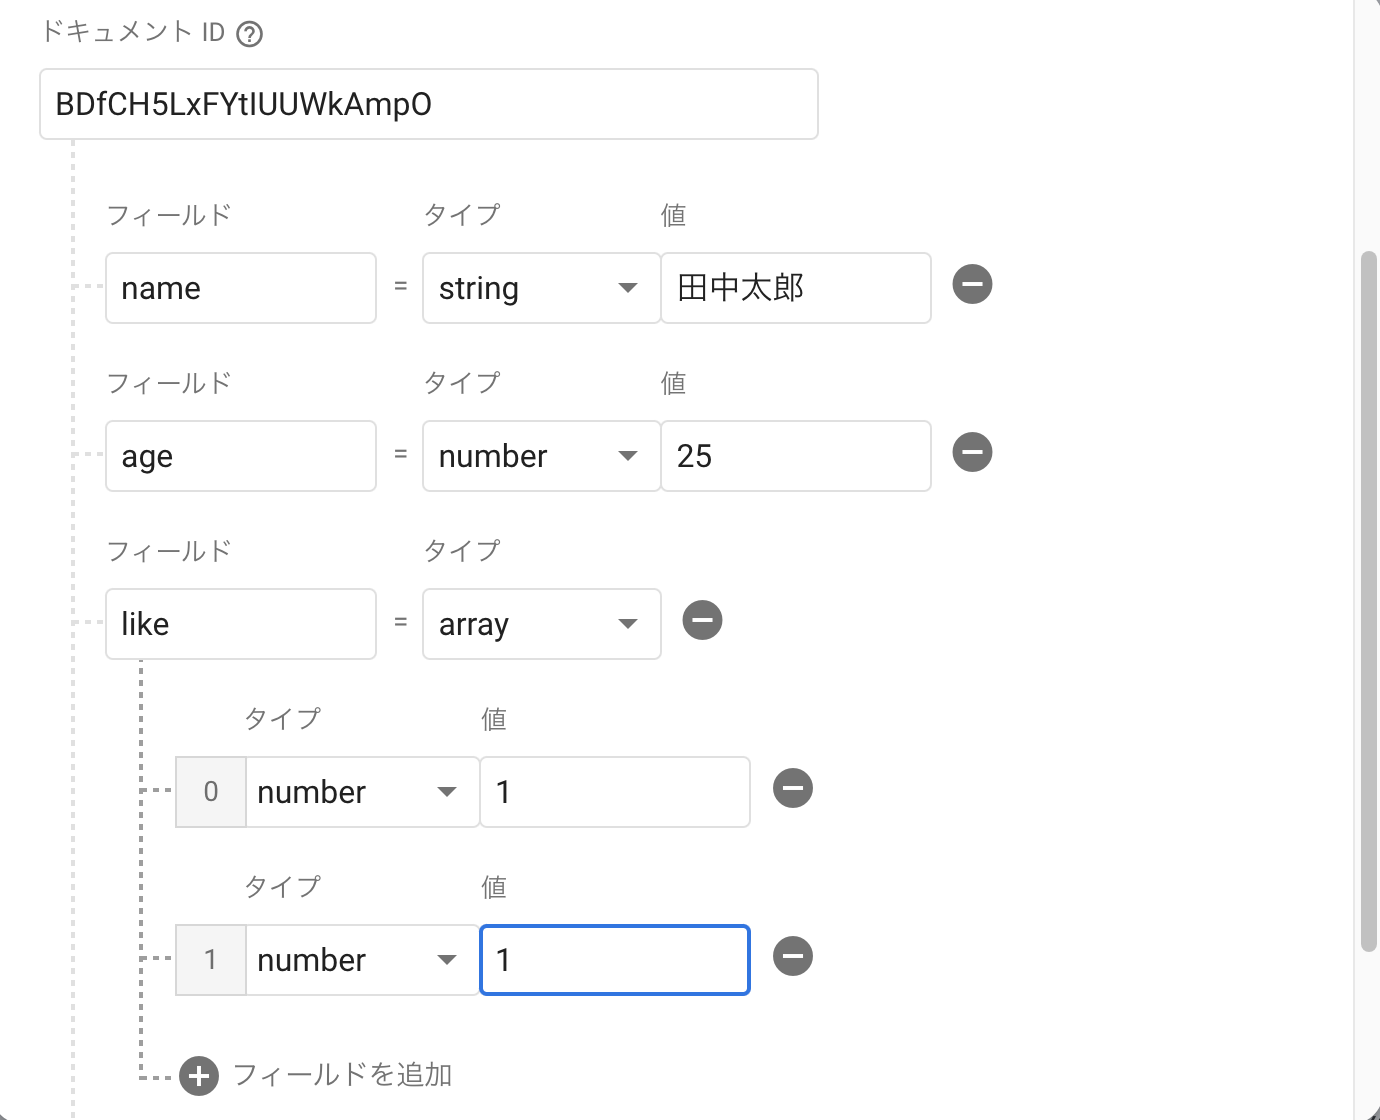 ドキュメント ID ?
BDfCH5LxFYtIUUWkAmpO
フィールド タイプ 値
name = string 田中太郎
フィールド タイプ 値
age = number 25
フィールド タイプ
like = array
タイプ 値
0 number 1
タイプ 値
1 number 1
フィールドを追加